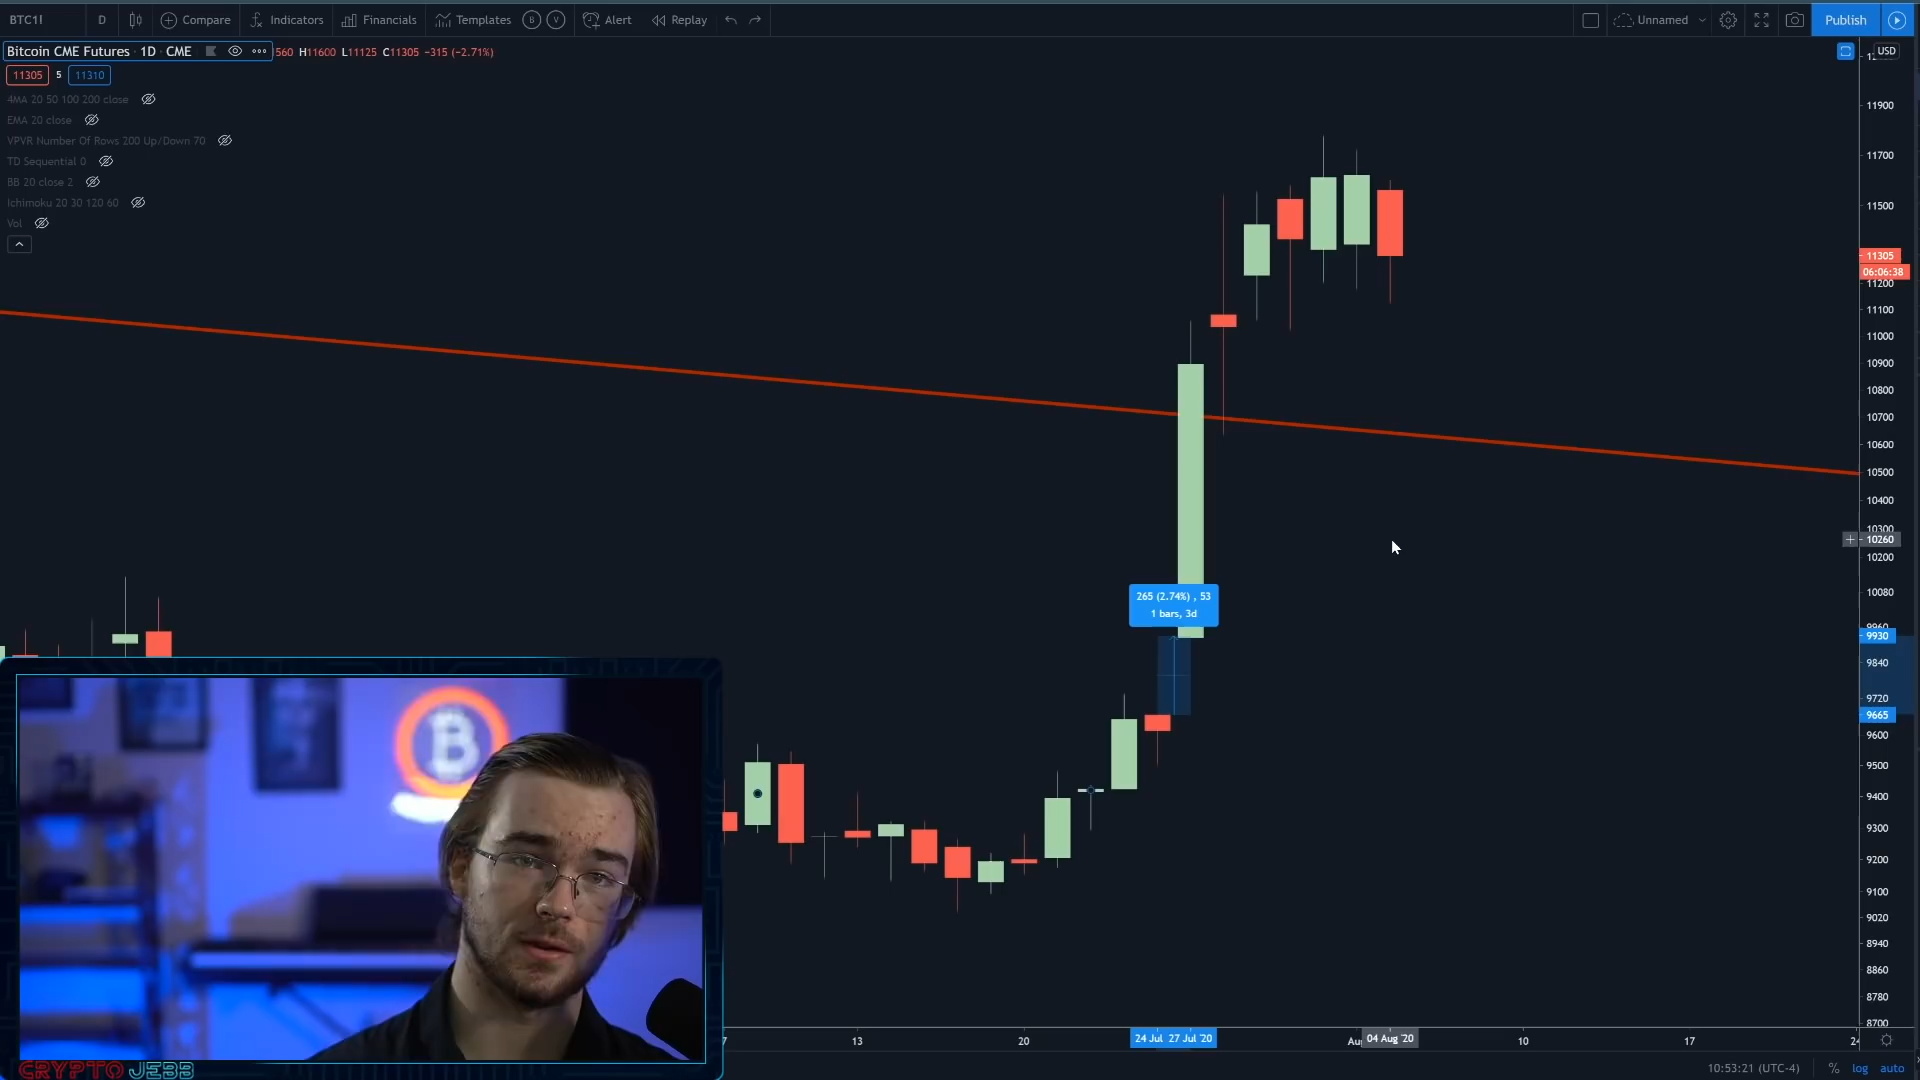 BTC1! D Compare Indicators Financials Templates B V Alert Replay Unnamed Publish
Bitcoin CME Futures · 1D · CME 560 H11600 L11125 C11305 −315 (−2.71%)
USD
11305 5 11310
4MA 20 50 100 200 close
EMA 20 close
VPVR Number Of Rows 200 Up/Down 70
TD Sequential 0
BB 20 close 2
Ichimoku 20 30 120 60
Vol
11900
11700
11500
11305
06:06:38
11200
11100
11000
10900
10800
10700
10600
10500
10400
10300
10260
10200
10080
265 (2.74%) , 53
1 bars, 3d
9960
9930
9840
9720
9665
9600
9500
9400
9300
9200
9100
9020
8940
8860
8780
8700
B
7 13 20 24 Jul 27 Jul '20 Au 04 Aug '20 10 17 24
CRYPTO JEBB
10:53:21 (UTC-4) % log auto